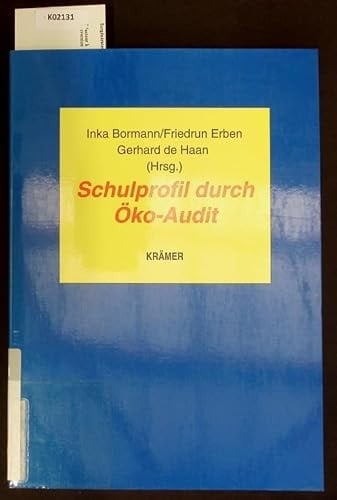 K02131
Inka Bormann/Friedrun Erben
Gerhard de Haan
(Hrsg.)
Schulprofil durch
Öko-Audit
KRÄMER